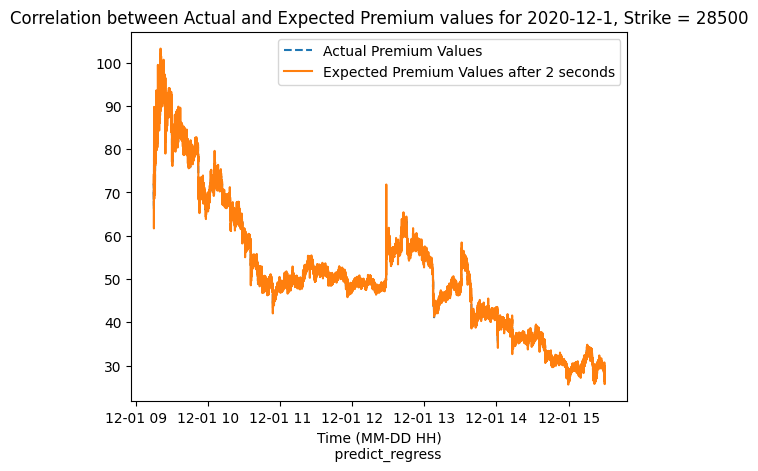 Correlation between Actual and Expected Premium values for 2020-12-1, Strike = 28500
Actual Premium Values
Expected Premium Values after 2 seconds
100
90
80
70
60
50
40
30
12-01 09 12-01 10 12-01 11 12-01 12 12-01 13 12-01 14 12-01 15
Time (MM-DD HH)
predict_regress